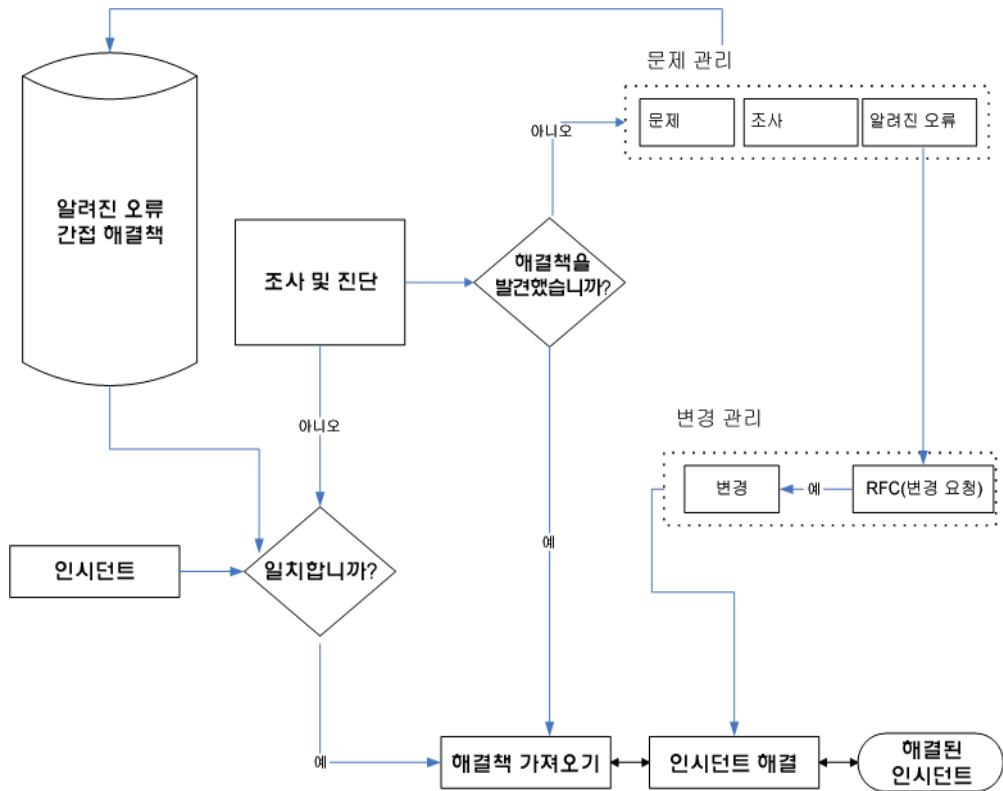 문제 관리
문제
조사
알려진 오류
아니오
알려진 오류
간접 해결책
조사 및 진단
해결책을
발견했습니까?
아니오
변경 관리
변경
예
RFC(변경 요청)
인시던트
일치합니까?
예
예
해결책 가져오기
인시던트 해결
해결된
인시던트